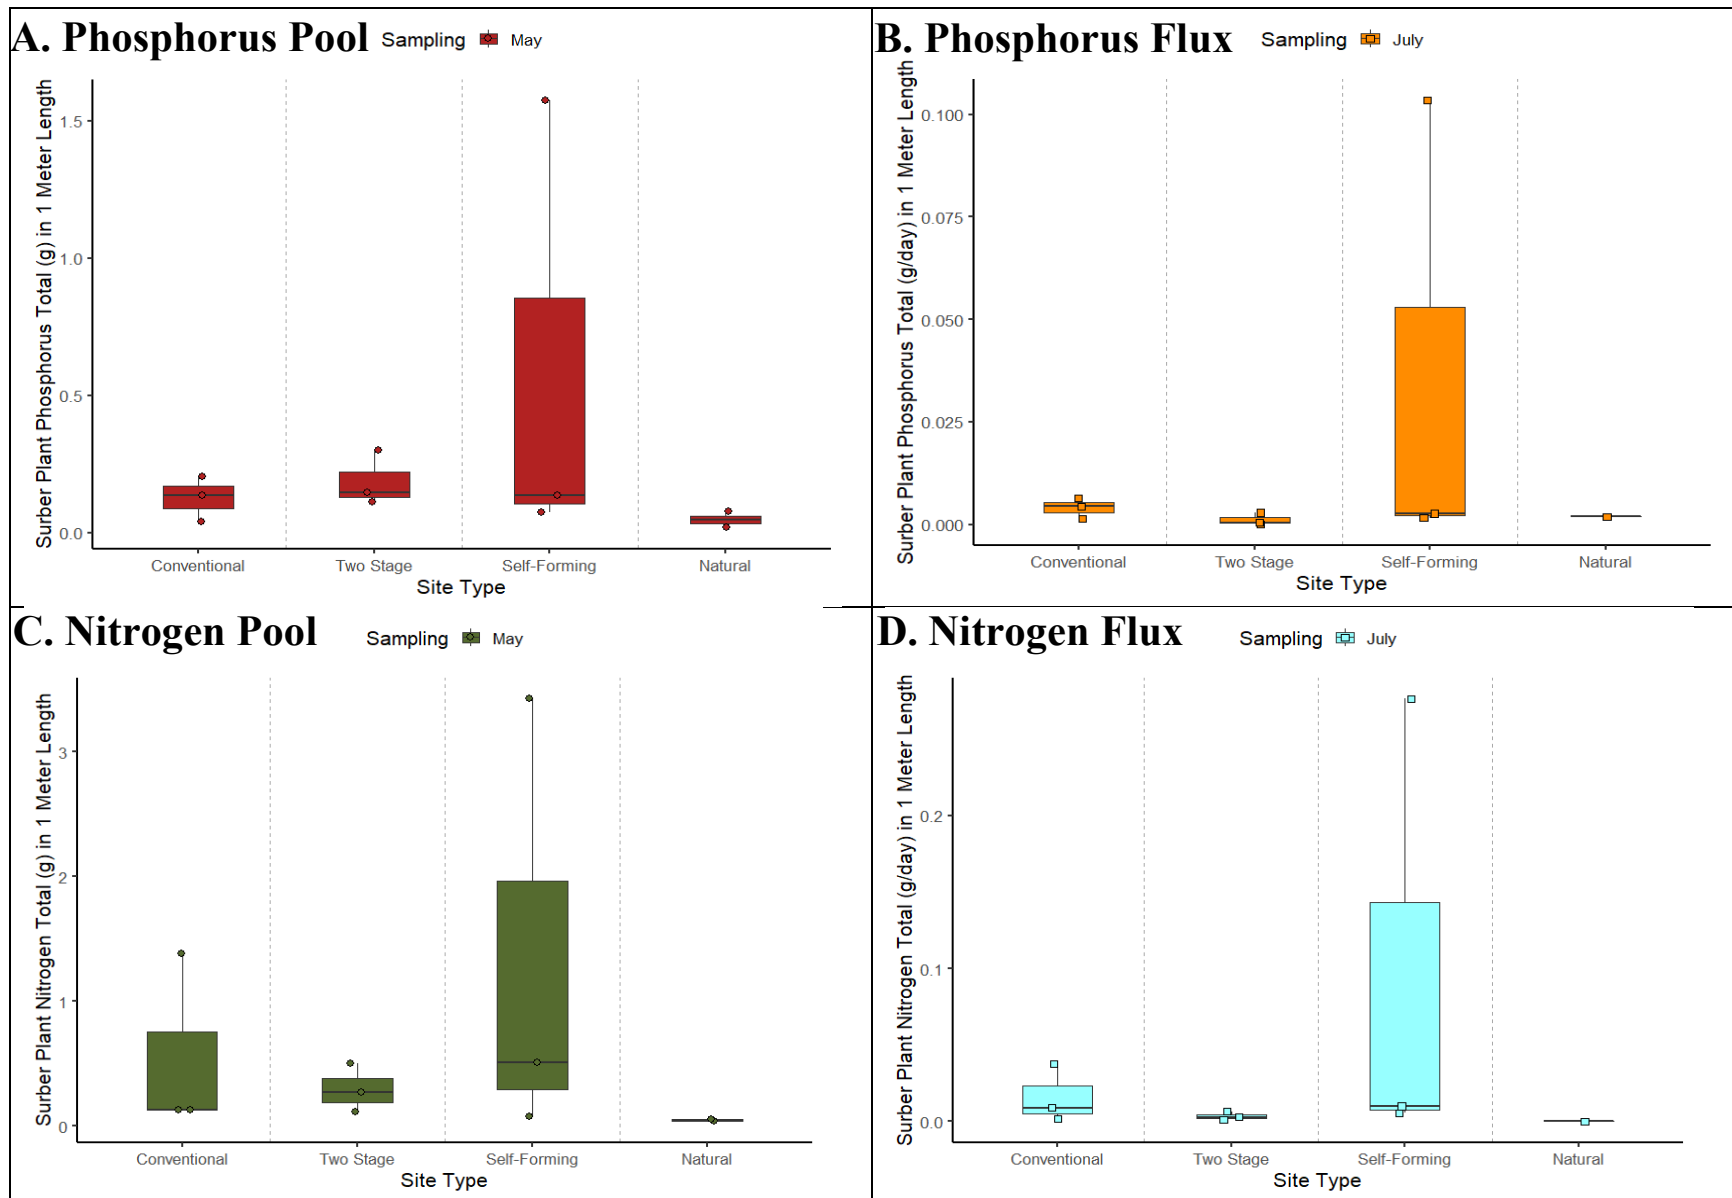 A. Phosphorus Pool Sampling May
Surber Plant Phosphorus Total (g) in 1 Meter Length
1.5
1.0
0.5
0.0
Conventional Two Stage Self-Forming Natural
Site Type
B. Phosphorus Flux Sampling July
Surber Plant Phosphorus Total (g/day) in 1 Meter Length
0.100
0.075
0.050
0.025
0.000
Conventional Two Stage Self-Forming Natural
Site Type
C. Nitrogen Pool Sampling May
Surber Plant Nitrogen Total (g) in 1 Meter Length
3
2
1
0
Conventional Two Stage Self-Forming Natural
Site Type
D. Nitrogen Flux Sampling July
Surber Plant Nitrogen Total (g/day) in 1 Meter Length
0.2
0.1
0.0
Conventional Two Stage Self-Forming Natural
Site Type